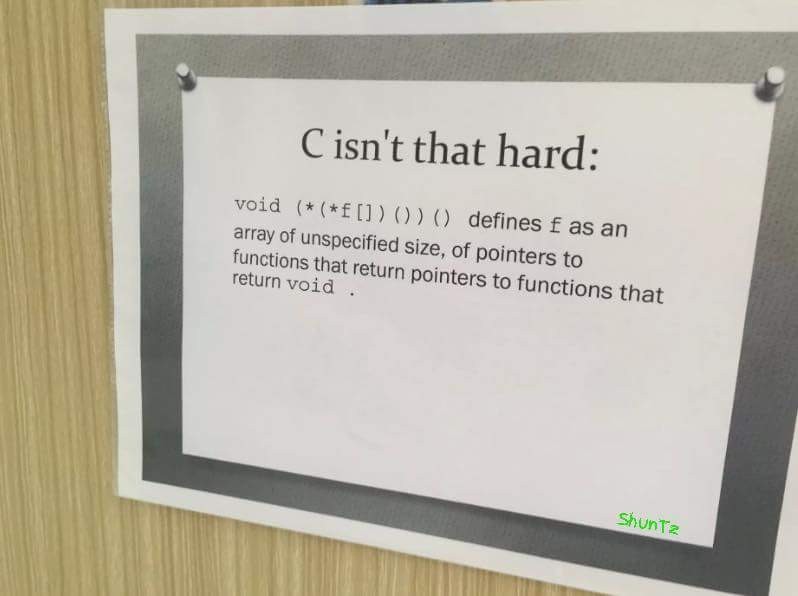 C isn't that hard:
void (*(*f[])())() defines f as an
array of unspecified size, of pointers to
functions that return pointers to functions that
return void .
ShunTz